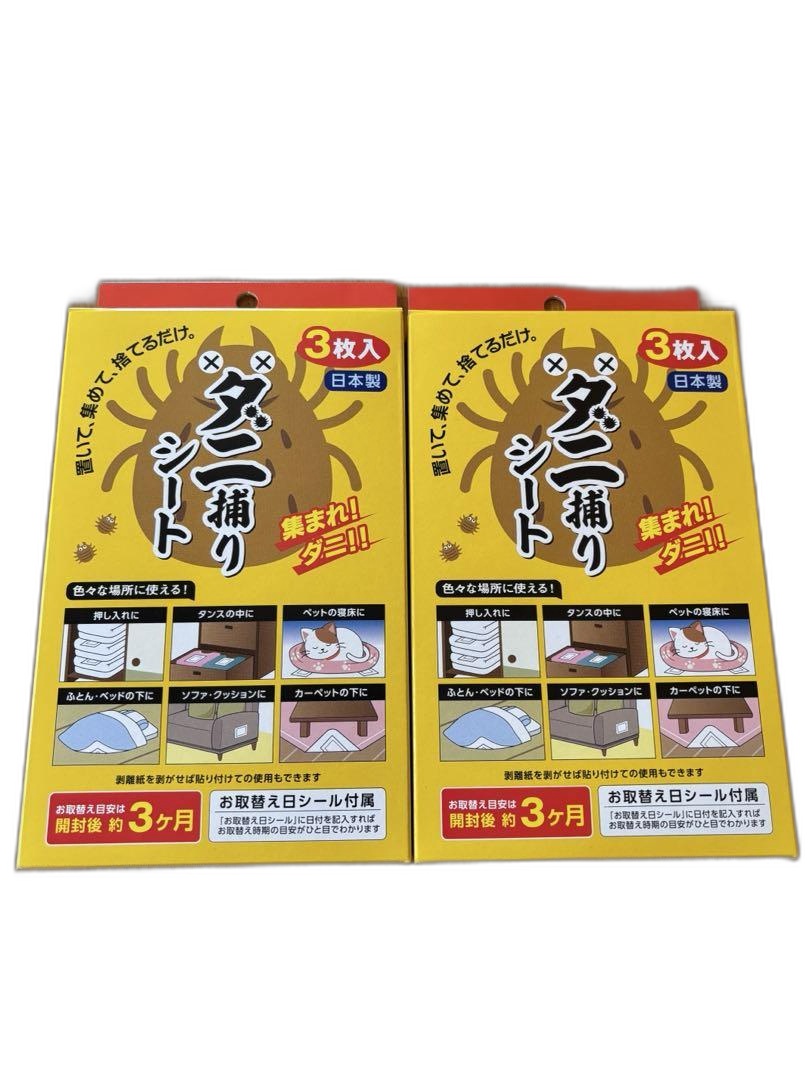 置いて、集めて、捨てるだけ。
3枚入
日本製
ダニ捕り
シート
集まれ!
ダニ!!
色々な場所に使える!
押し入れに
タンスの中に
ペットの寝床に
ふとん・ベッドの下に
ソファ・クッションに
カーペットの下に
剥離紙を剥がせば貼り付けての使用もできます
お取替え目安は
開封後 約3ヶ月
お取替え日シール付属
「お取替え日シール」に日付を記入すれば
お取替え時期の目安がひと目でわかります
置いて、集めて、捨てるだけ。
3枚入
日本製
ダニ捕り
シート
集まれ!
ダニ!!
色々な場所に使える!
押し入れに
タンスの中に
ペットの寝床に
ふとん・ベッドの下に
ソファ・クッションに
カーペットの下に
剥離紙を剥がせば貼り付けての使用もできます
お取替え目安は
開封後 約3ヶ月
お取替え日シール付属
「お取替え日シール」に日付を記入すれば
お取替え時期の目安がひと目でわかります